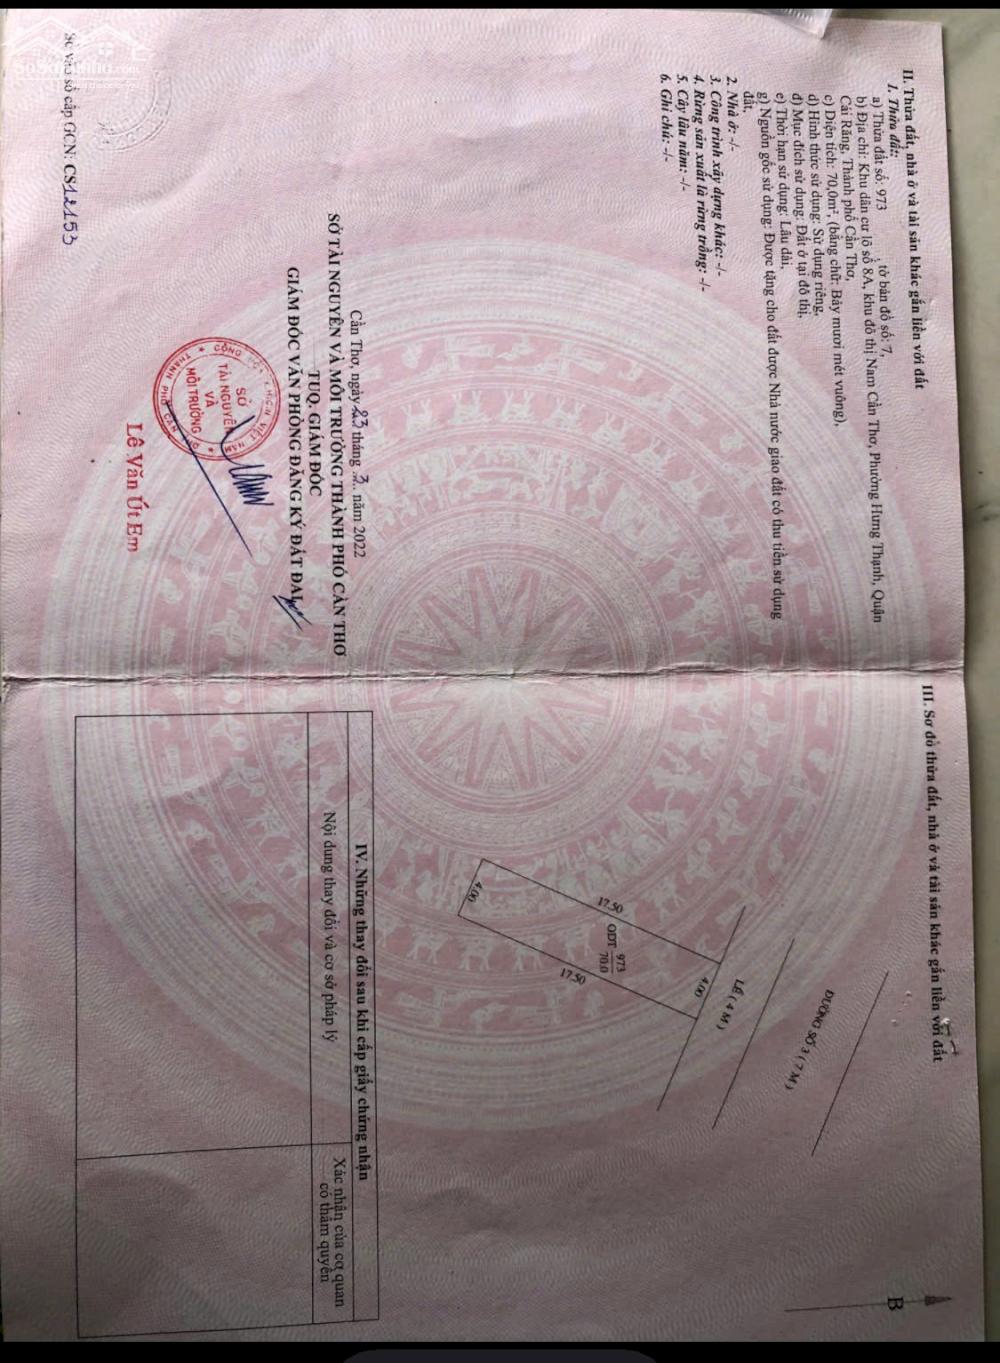 II. Thửa đất, nhà ở và tài sản khác gắn liền với đất
1. Thửa đất:
a) Thửa đất số: 973 , tờ bản đồ số: 7,
b) Địa chỉ: Khu dân cư lô số 8A, khu đô thị Nam Cần Thơ, Phường Hưng Thạnh, Quận
Cái Răng, Thành phố Cần Thơ,
c) Diện tích: 70,0m², (bằng chữ: Bảy mươi mét vuông),
d) Hình thức sử dụng: Sử dụng riêng,
đ) Mục đích sử dụng: Đất ở tại đô thị,
e) Thời hạn sử dụng: Lâu dài,
g) Nguồn gốc sử dụng: Được tặng cho đất được Nhà nước giao đất có thu tiền sử dụng
đất,
2. Nhà ở: -/-
3. Công trình xây dựng khác: -/-
4. Rừng sản xuất là rừng trồng: -/-
5. Cây lâu năm: -/-
6. Ghi chú: -/-
Cần Thơ, ngày 23 tháng 3 năm 2022
SỞ TÀI NGUYÊN VÀ MÔI TRƯỜNG THÀNH PHỐ CẦN THƠ
TUQ. GIÁM ĐỐC
GIÁM ĐỐC VĂN PHÒNG ĐĂNG KÝ ĐẤT ĐAI
SỞ
TÀI NGUYÊN
VÀ
MÔI TRƯỜNG
Lê Văn Út Em
Số vào sổ cấp GCN: CS12153
III. Sơ đồ thửa đất, nhà ở và tài sản khác gắn liền với đất
B
ĐƯỜNG SỐ 3 (7M)
LỀ (4M)
4.00
17.50
ODT 973
70.0
17.50
4.00
IV. Những thay đổi sau khi cấp giấy chứng nhận
Nội dung thay đổi và cơ sở pháp lý
Xác nhận của cơ quan
có thẩm quyền